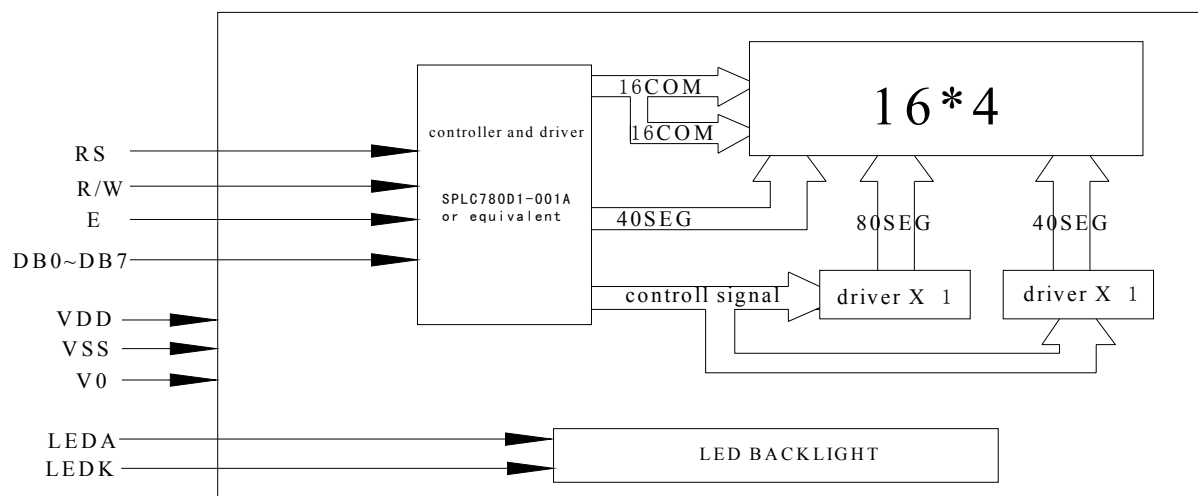 16*4
16COM
16COM
controller and driver
SPLC780D1-001A
or equivalent
RS
R/W
E
DB0~DB7
40SEG
80SEG
40SEG
controll signal
driver X 1
driver X 1
VDD
VSS
V0
LEDA
LEDK
LED BACKLIGHT